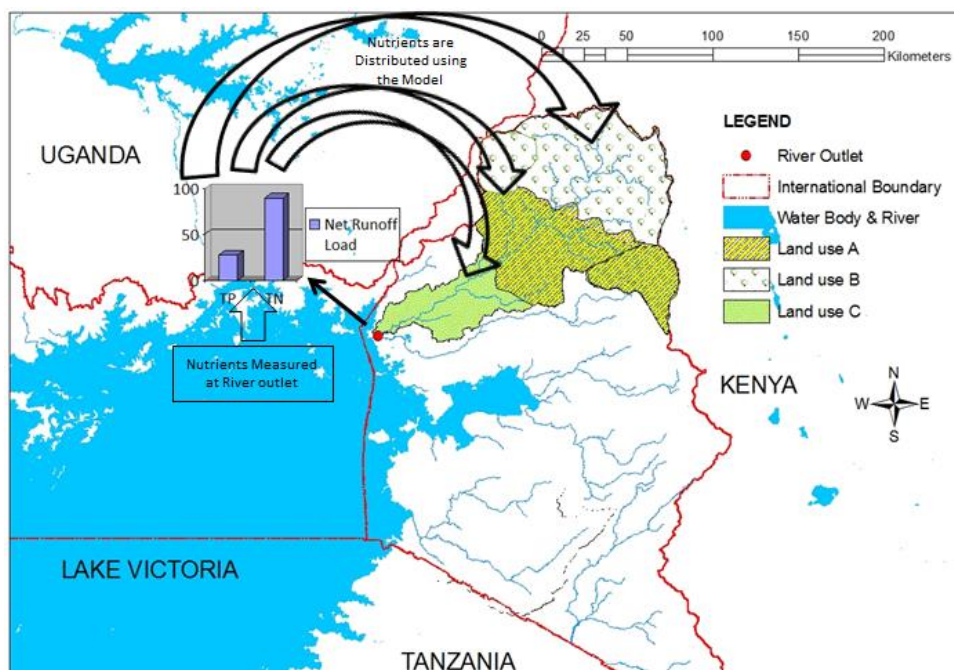 Nutrients are
Distributed using
the Model
0 25 50 100 150 200
Kilometers
UGANDA
LEGEND
River Outlet
International Boundary
Water Body & River
Land use A
Land use B
Land use C
100
50
0
Net Runoff
Load
TP TN
Nutrients Measured
at River outlet
KENYA
N
W E
S
LAKE VICTORIA
TANZANIA